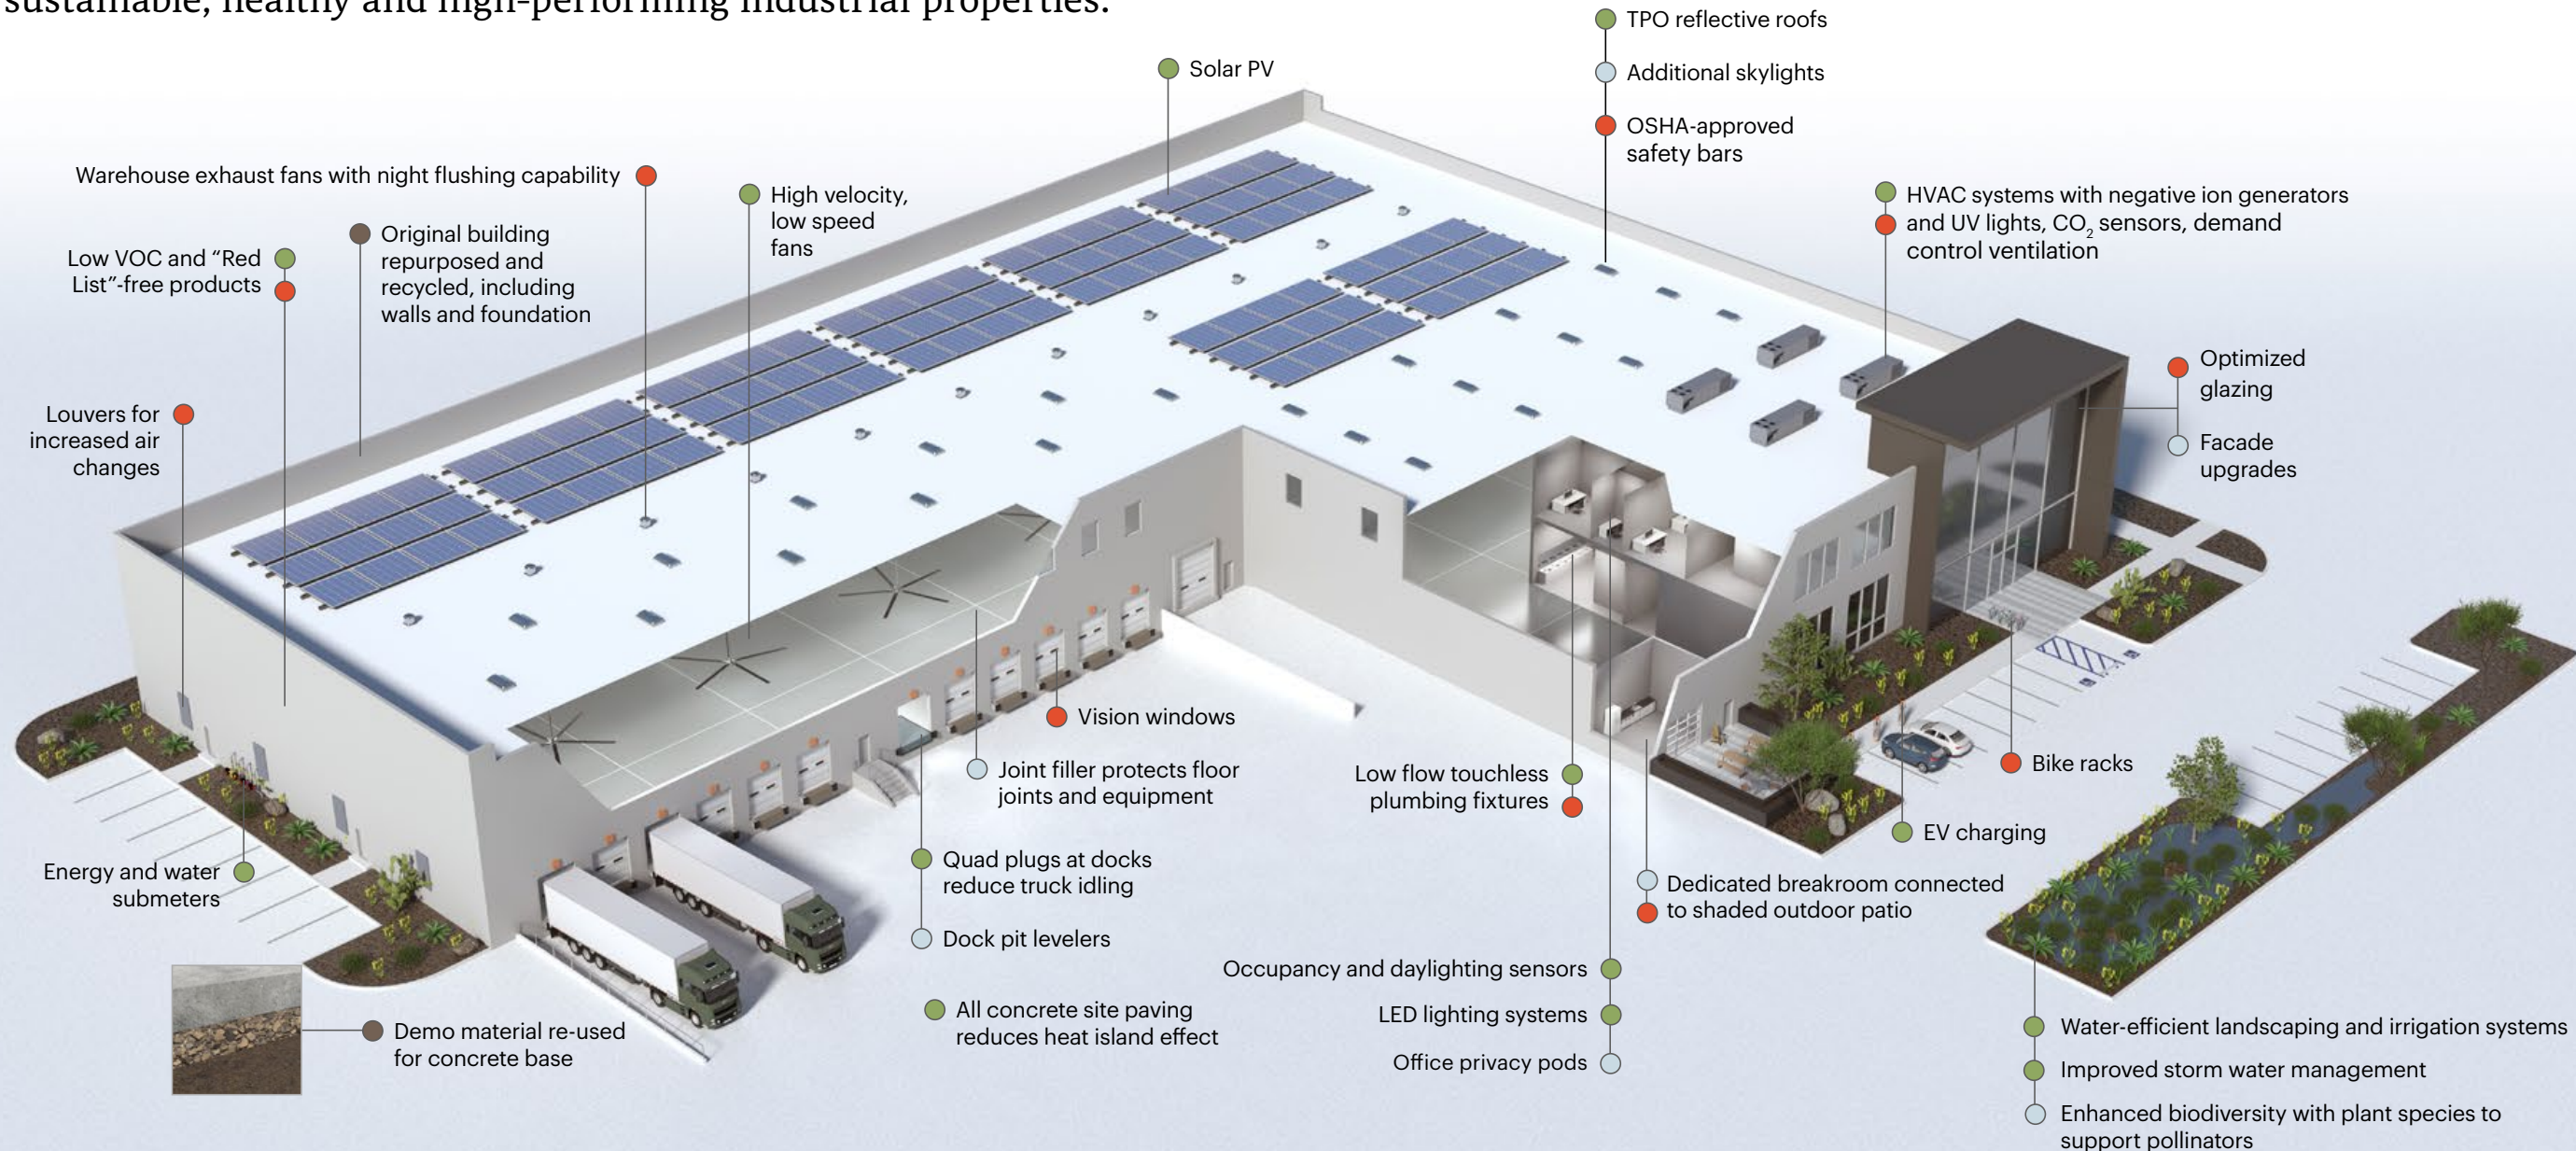 sustainable, healthy and high-performing industrial properties.
TPO reflective roofs
Solar PV
Additional skylights
OSHA-approved
safety bars
Warehouse exhaust fans with night flushing capability
High velocity,
low speed
fans
HVAC systems with negative ion generators
and UV lights, CO₂ sensors, demand
control ventilation
Original building
repurposed and
recycled, including
walls and foundation
Low VOC and “Red
List”-free products
Optimized
glazing
Louvers for
increased air
changes
Facade
upgrades
Vision windows
Joint filler protects floor
joints and equipment
Low flow touchless
plumbing fixtures
Bike racks
EV charging
Energy and water
submeters
Quad plugs at docks
reduce truck idling
Dedicated breakroom connected
to shaded outdoor patio
Dock pit levelers
Occupancy and daylighting sensors
All concrete site paving
reduces heat island effect
LED lighting systems
Office privacy pods
Demo material re-used
for concrete base
Water-efficient landscaping and irrigation systems
Improved storm water management
Enhanced biodiversity with plant species to
support pollinators